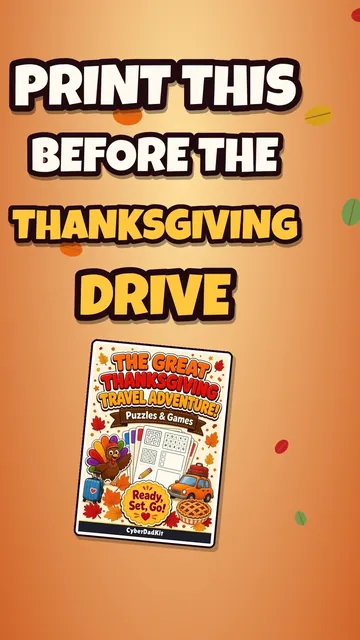 PRINT THIS
BEFORE THE
THANKSGIVING
DRIVE
THE GREAT
THANKSGIVING
TRAVEL ADVENTURE!
Puzzles & Games
Ready,
Set, Go!
CyberDadKit